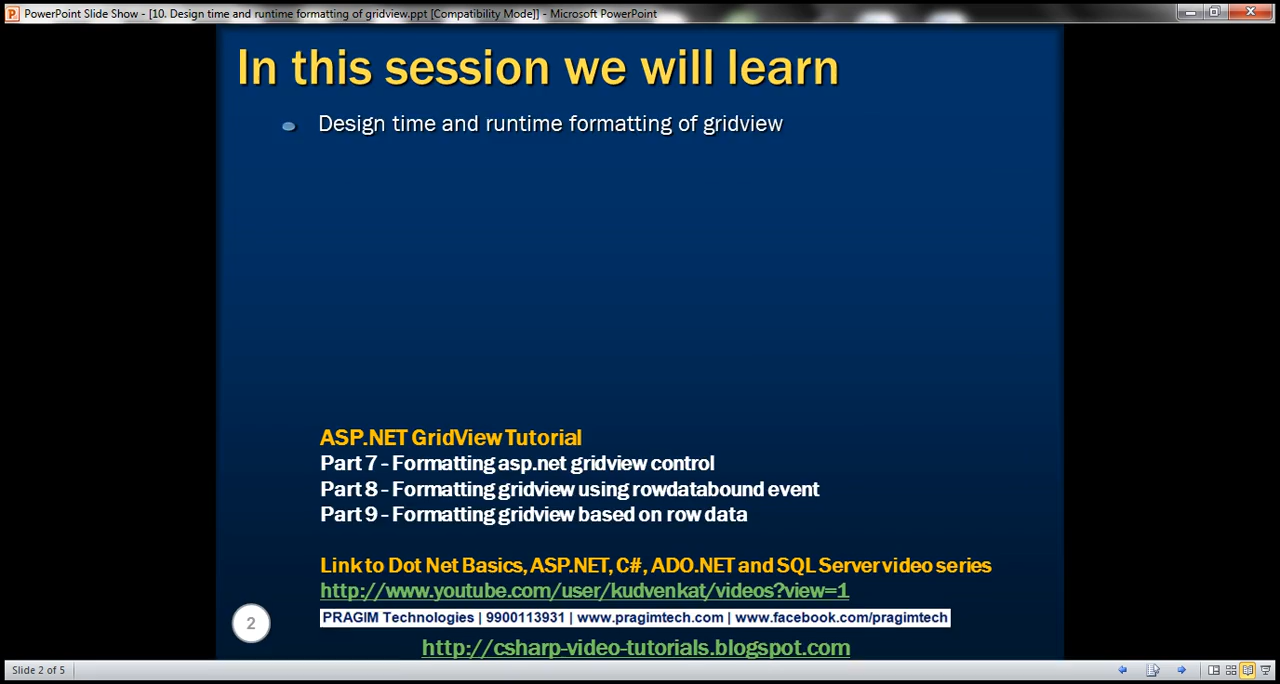 PowerPoint Slide Show - [10. Design time and runtime formatting of gridview.ppt [Compatibility Mode]] - Microsoft PowerPoint
In this session we will learn
Design time and runtime formatting of gridview
ASP.NET GridView Tutorial
Part 7 - Formatting asp.net gridview control
Part 8 - Formatting gridview using rowdatabound event
Part 9 - Formatting gridview based on row data
Link to Dot Net Basics, ASP.NET, C#, ADO.NET and SQL Server video series
http://www.youtube.com/user/kudvenkat/videos?view=1
PRAGIM Technologies | 9900113931 | www.pragimtech.com | www.facebook.com/pragimtech
2
http://csharp-video-tutorials.blogspot.com
Slide 2 of 5